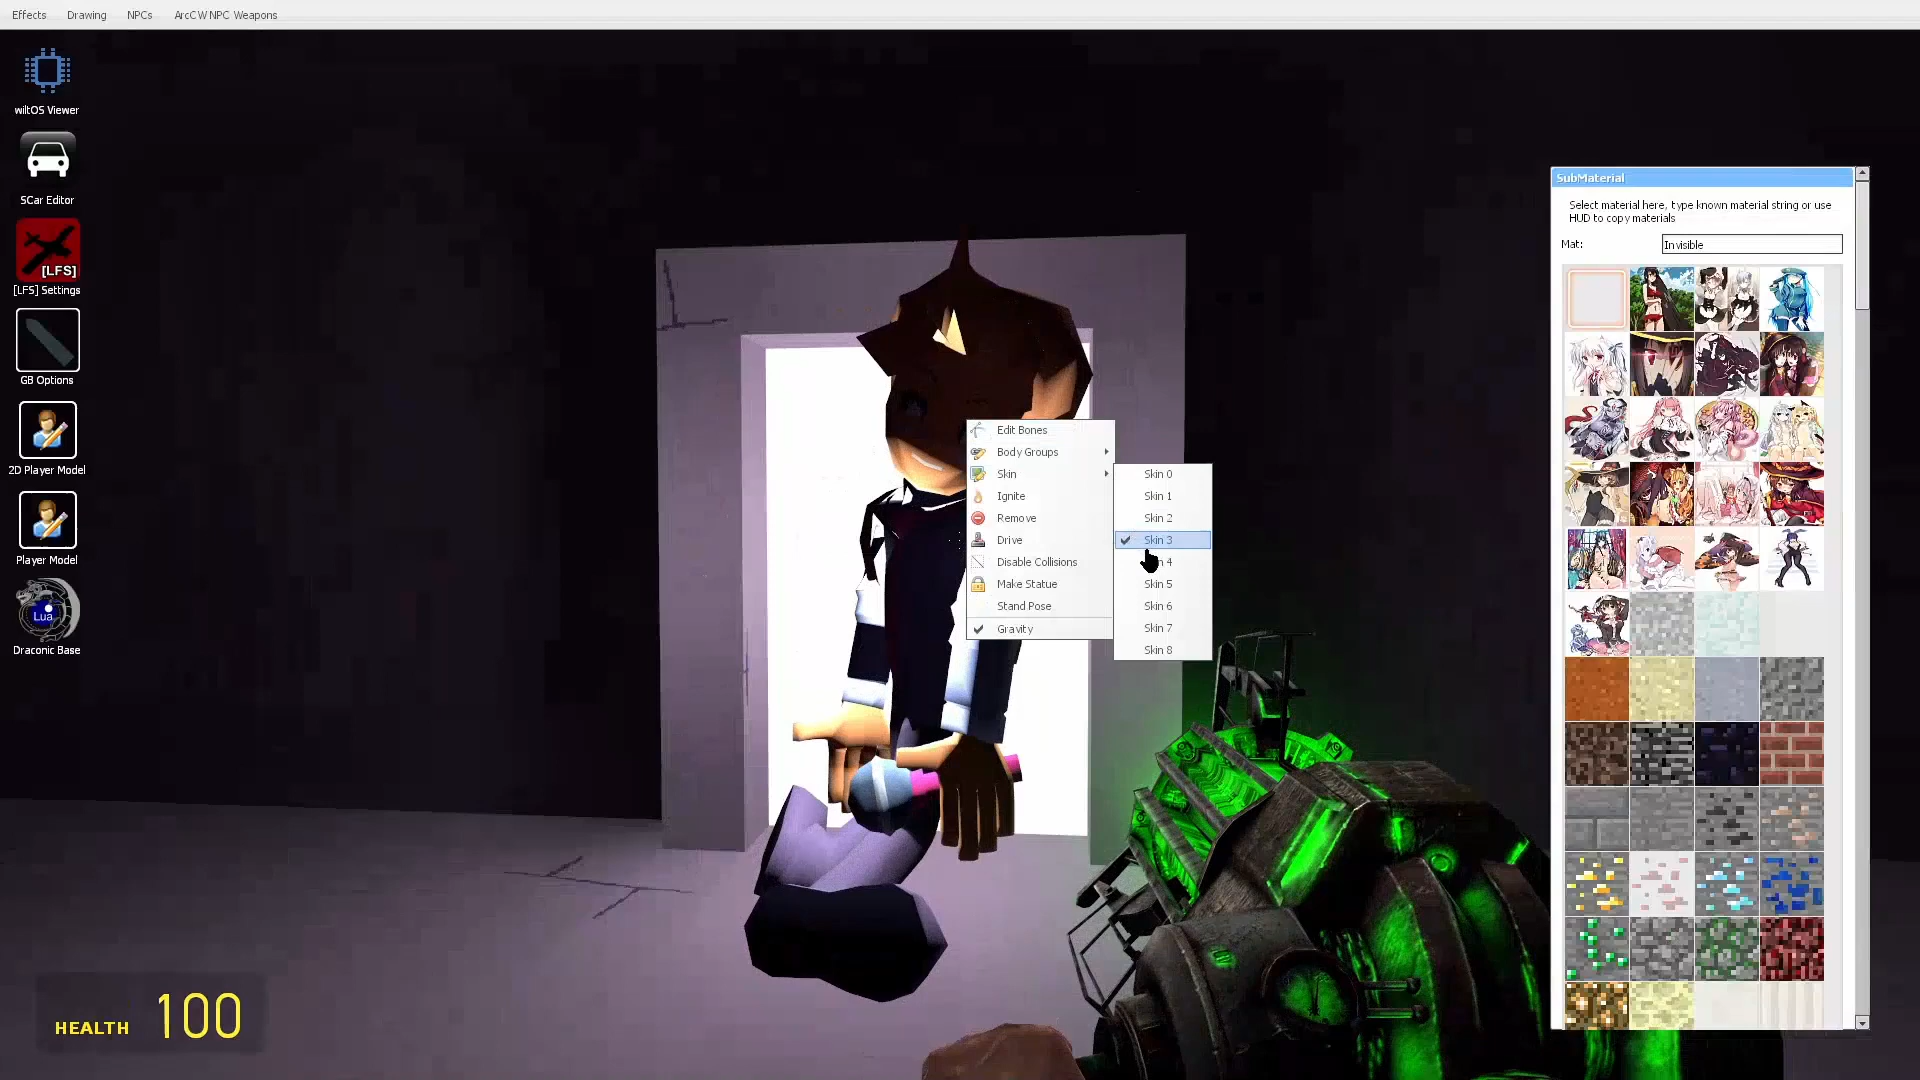 Effects Drawing NPCs ArcCW NPC Weapons
wiltOS Viewer
SCar Editor
[LFS]
[LFS] Settings
GB Options
2D Player Model
Player Model
Lua
Draconic Base
Edit Bones
Body Groups
Skin
Ignite
Remove
Drive
Disable Collisions
Make Statue
Stand Pose
Gravity
Skin 0
Skin 1
Skin 2
Skin 3
n 4
Skin 5
Skin 6
Skin 7
Skin 8
SubMaterial
Select material here, type known material string or use
HUD to copy materials
Mat: Invisible
HEALTH 100